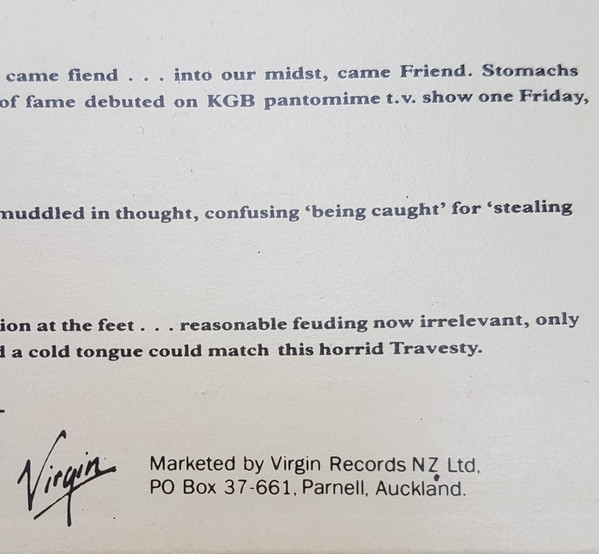 came fiend . . . into our midst, came Friend. Stomachs
of fame debuted on KGB pantomime t.v. show one Friday,
muddled in thought, confusing ‘being caught’ for ‘stealing
ion at the feet . . . reasonable feuding now irrelevant, only
a cold tongue could match this horrid Travesty.
Virgin
Marketed by Virgin Records NZ Ltd,
PO Box 37-661, Parnell, Auckland.